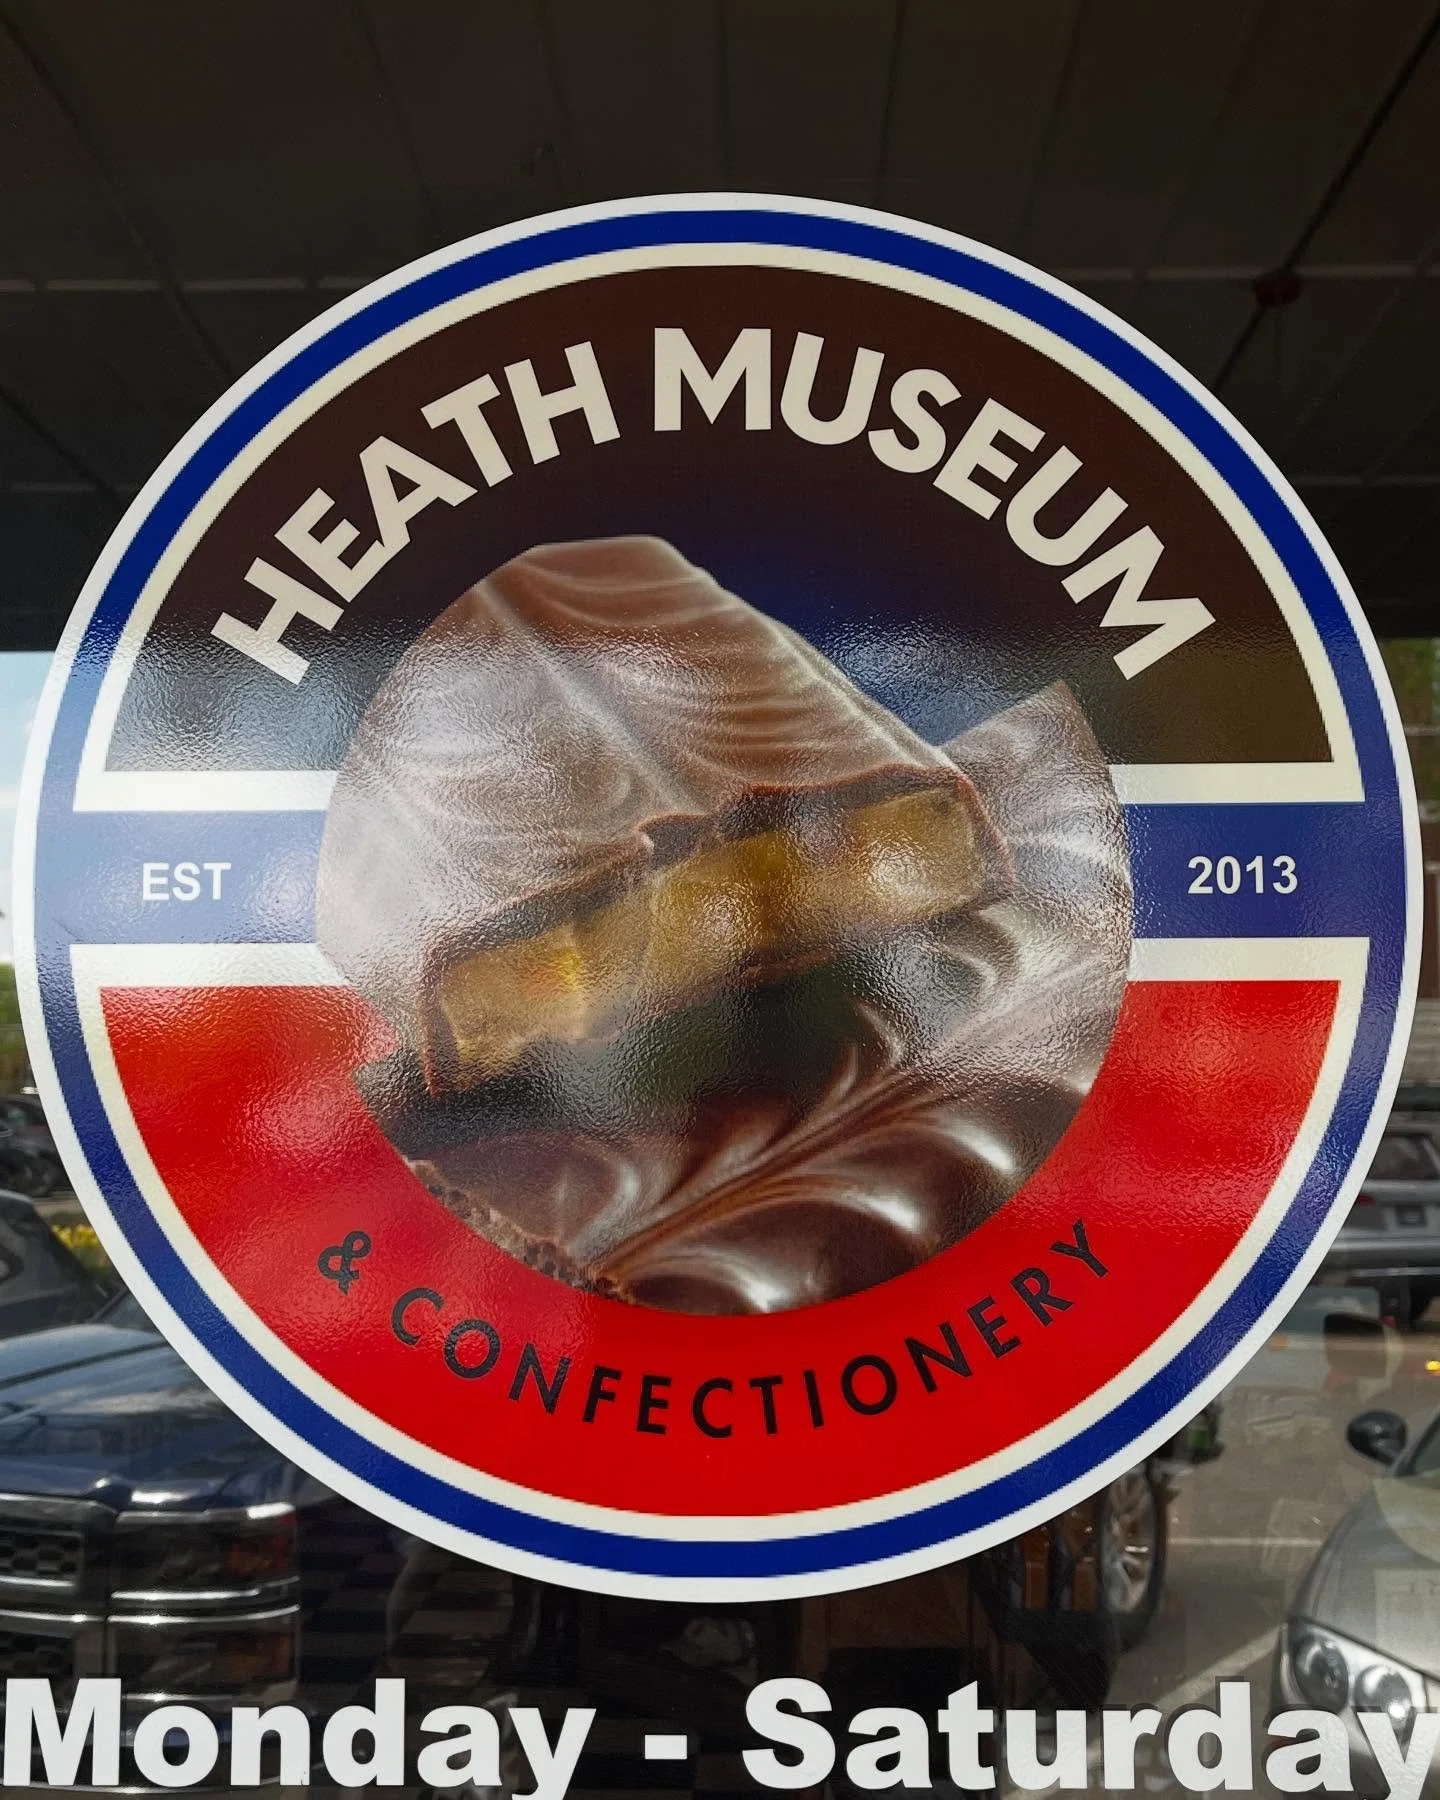 HEATH MUSEUM
EST 2013
& CONFECTIONERY
Monday - Saturday